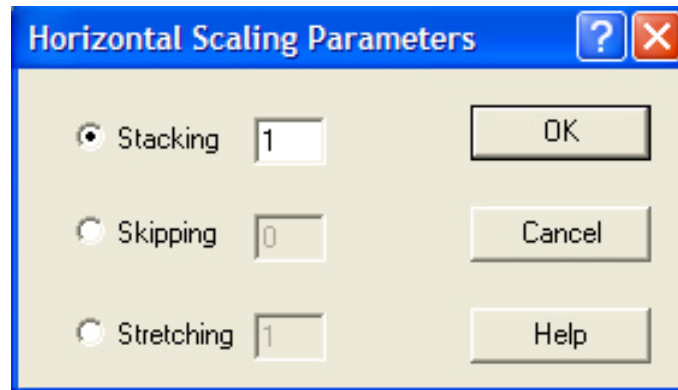 Horizontal Scaling Parameters ?
Stacking 1 OK
Skipping 0 Cancel
Stretching 1 Help